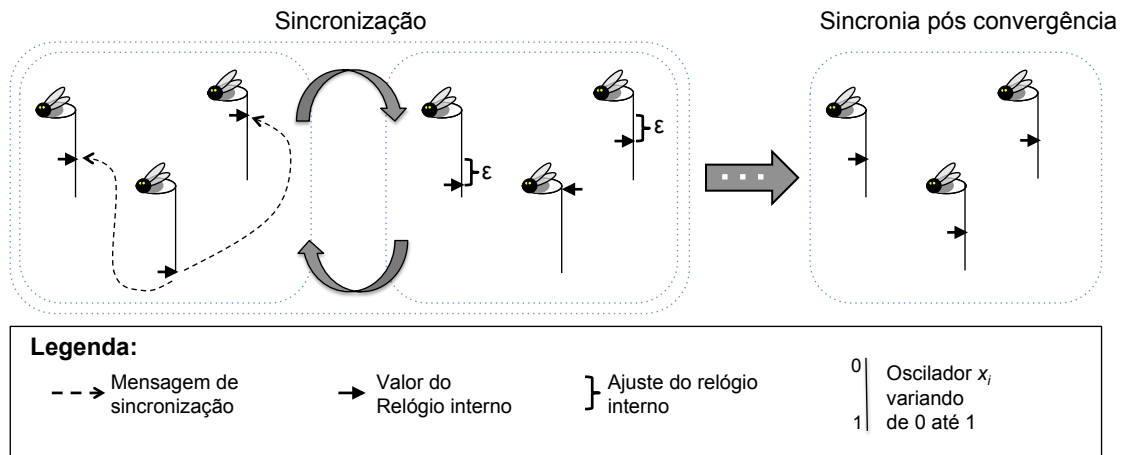 Sincronização
Sincronia pós convergência
ε
ε
Legenda:
Mensagem de
sincronização
Valor do
Relógio interno
Ajuste do relógio
interno
0
1
Oscilador xi
variando
de 0 até 1